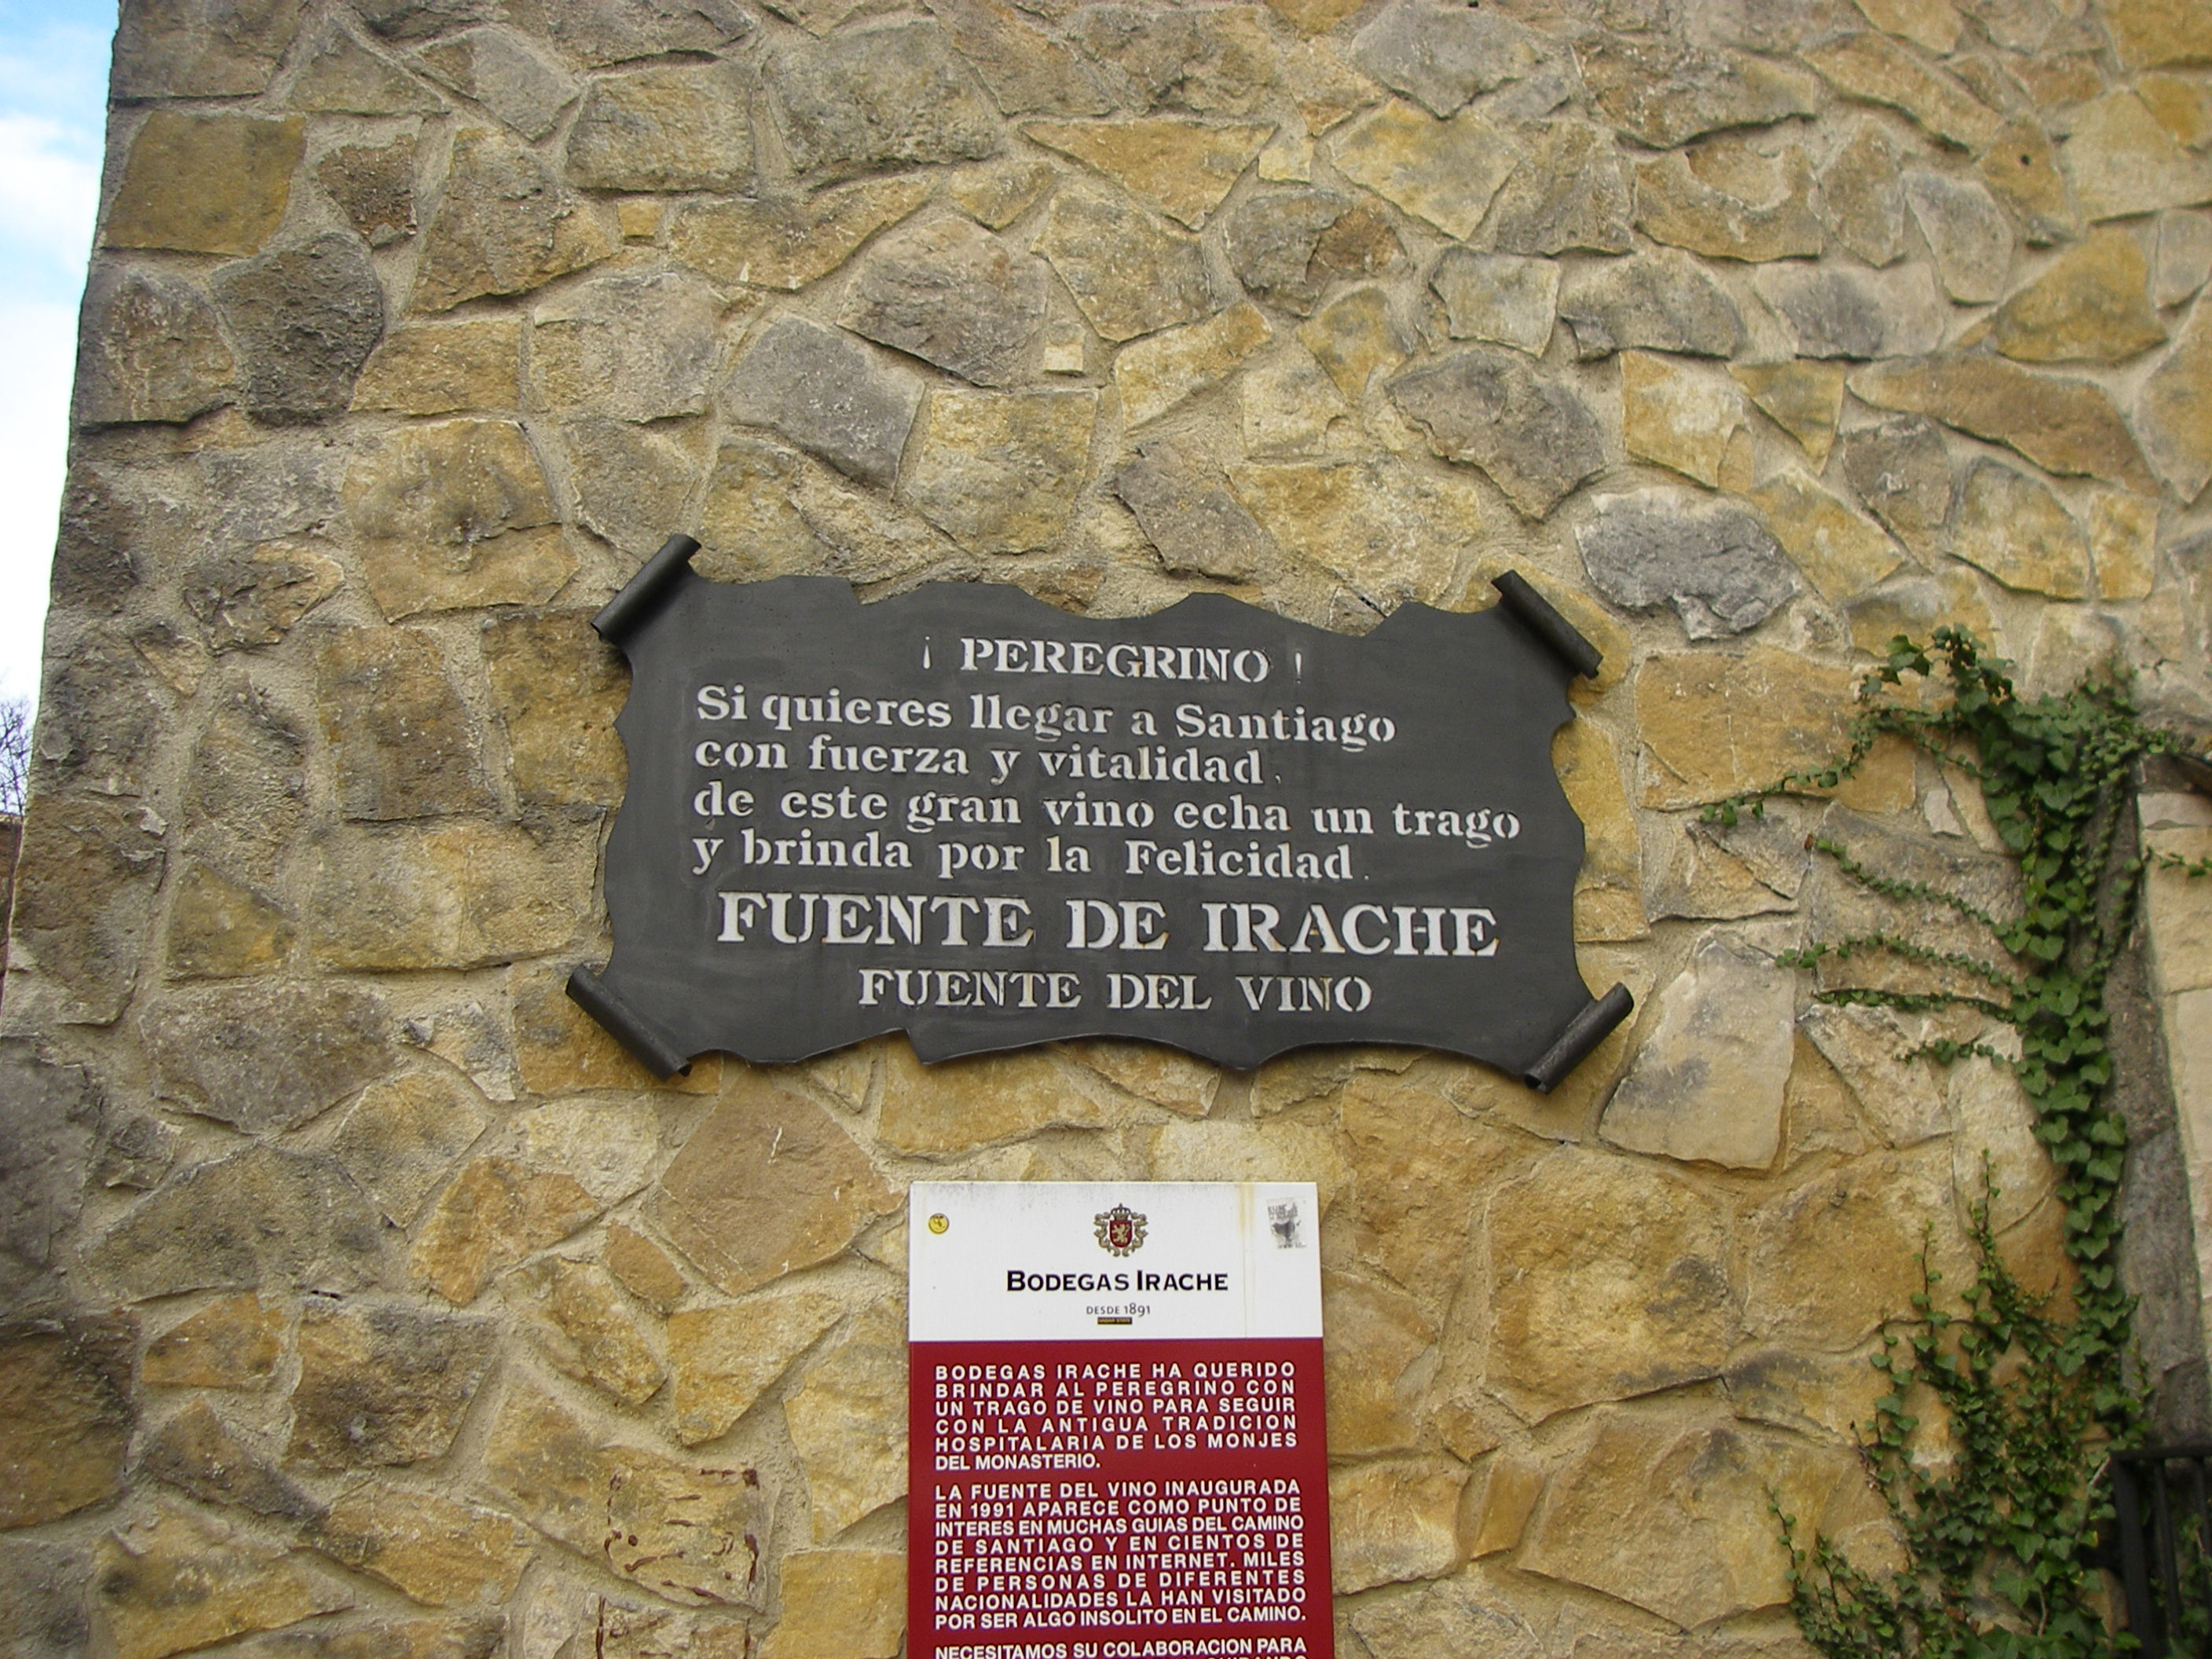 ¡ PEREGRINO !
Si quieres llegar a Santiago
con fuerza y vitalidad,
de este gran vino echa un trago
y brinda por la Felicidad.
FUENTE DE IRACHE
FUENTE DEL VINO
BODEGAS IRACHE
DESDE 1891
BODEGAS IRACHE HA QUERIDO
BRINDAR AL PEREGRINO CON
UN TRAGO DE VINO PARA SEGUIR
CON LA ANTIGUA TRADICION
HOSPITALARIA DE LOS MONJES
DEL MONASTERIO.
LA FUENTE DEL VINO INAUGURADA
EN 1991 APARECE COMO PUNTO DE
INTERES EN MUCHAS GUIAS DEL CAMINO
DE SANTIAGO Y EN CIENTOS DE
REFERENCIAS EN INTERNET. MILES
DE PERSONAS DE DIFERENTES
NACIONALIDADES LA HAN VISITADO
POR SER ALGO INSOLITO EN EL CAMINO.
NECESITAMOS SU COLABORACION PARA